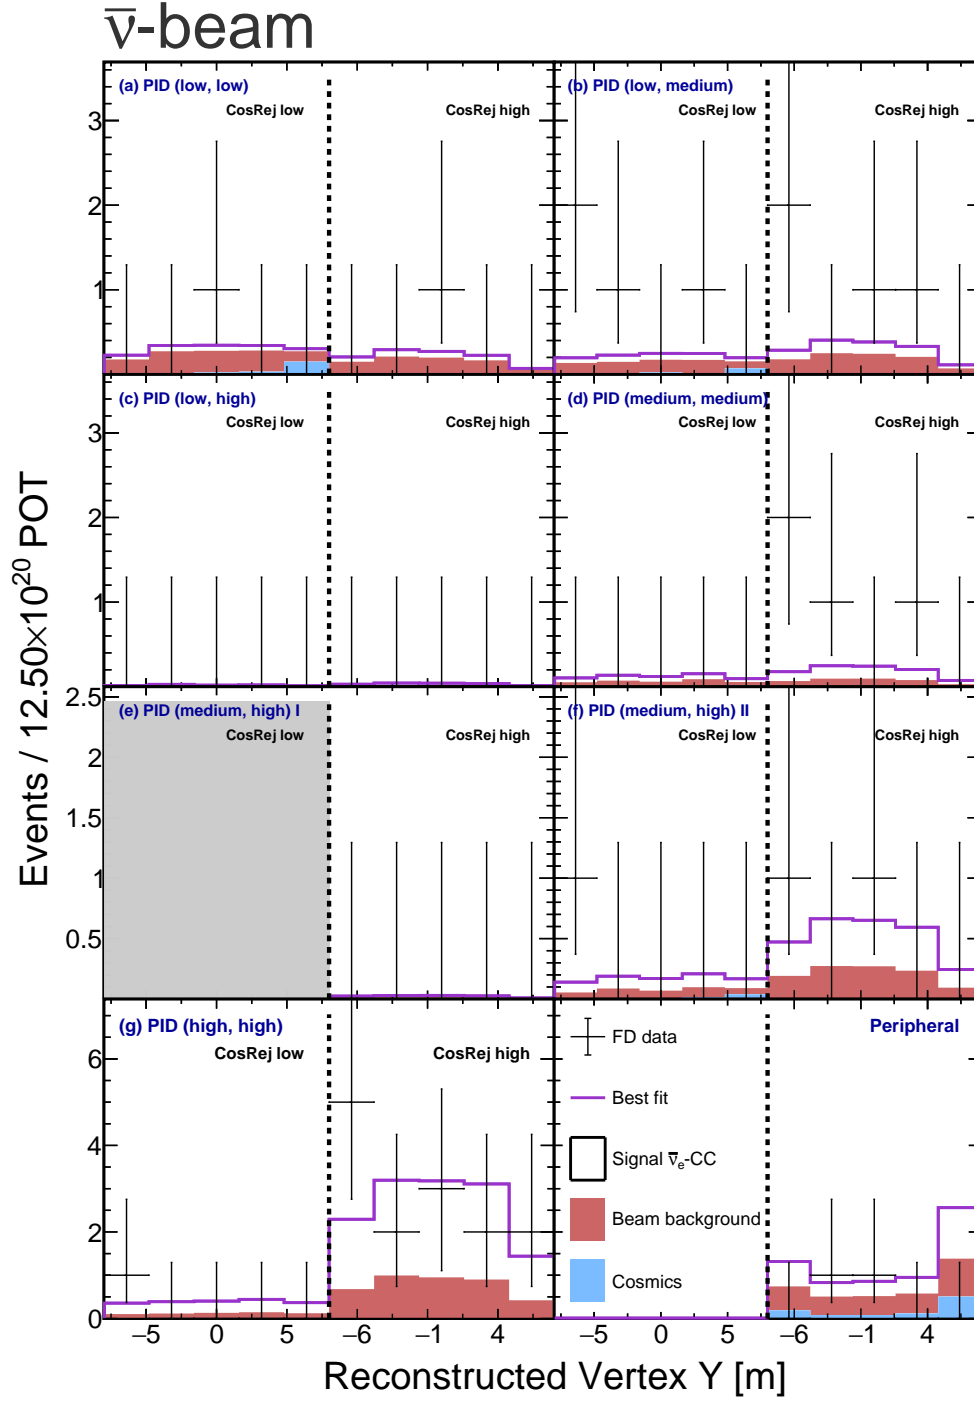 ν̅-beam
(a) PID (low, low)
CosRej low
CosRej high
(b) PID (low, medium)
CosRej low
CosRej high
3
2
1
(c) PID (low, high)
CosRej low
CosRej high
(d) PID (medium, medium)
CosRej low
CosRej high
3
2
1
(e) PID (medium, high) I
CosRej low
CosRej high
(f) PID (medium, high) II
CosRej low
CosRej high
2.5
2
1.5
1
0.5
(g) PID (high, high)
CosRej low
CosRej high
Peripheral
FD data
Best fit
Signal ν̅ₑ-CC
Beam background
Cosmics
6
4
2
0
−5 0 5 −6 −1 4 −5 0 5 −6 −1 4
Reconstructed Vertex Y [m]
Events / 12.50×10²⁰ POT